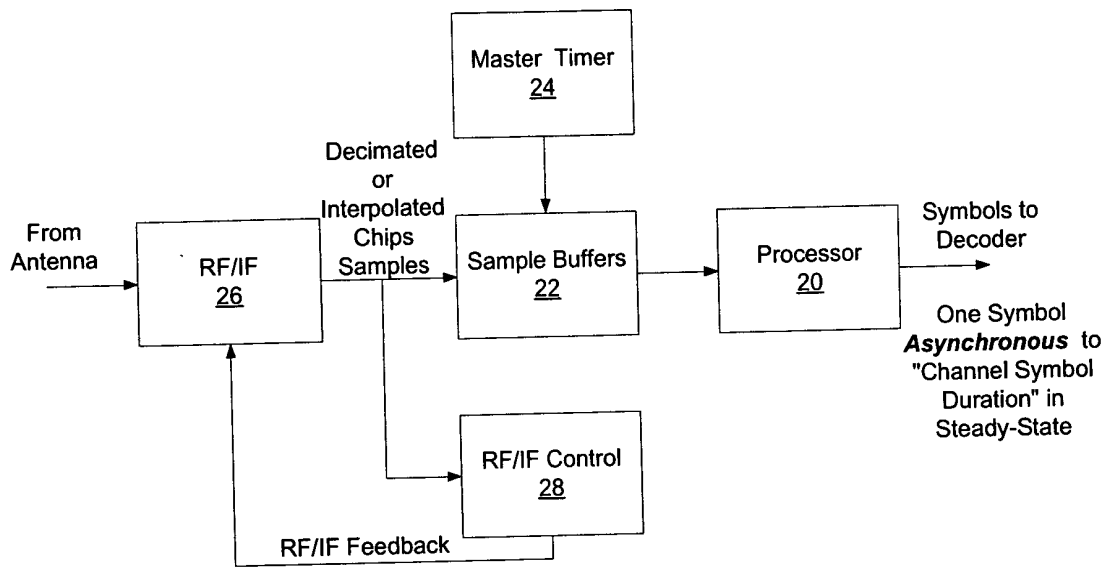 Master Timer
24
Decimated
or
Interpolated
Chips
Samples
From
Antenna
RF/IF
26
Sample Buffers
22
Processor
20
Symbols to
Decoder
One Symbol
Asynchronous to
"Channel Symbol
Duration" in
Steady-State
RF/IF Control
28
RF/IF Feedback